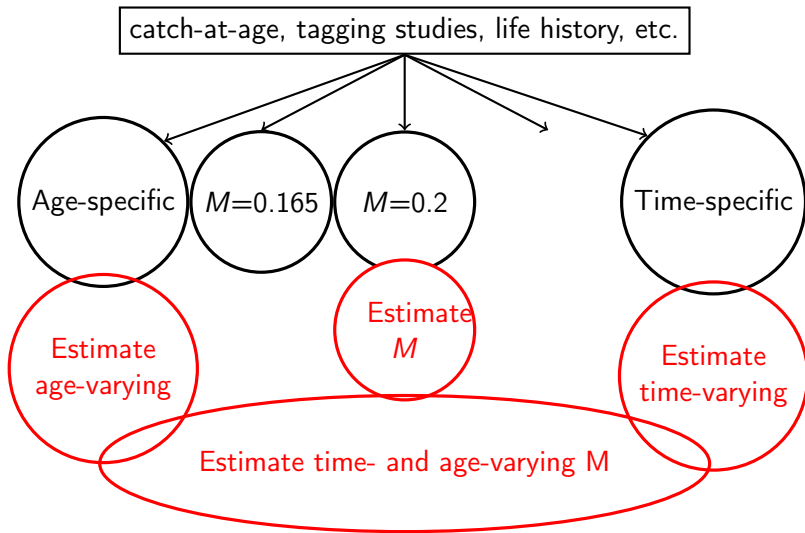 catch-at-age, tagging studies, life history, etc.
Age-specific
M=0.165
M=0.2
Time-specific
Estimate
age-varying
Estimate
M
Estimate
time-varying
Estimate time- and age-varying M